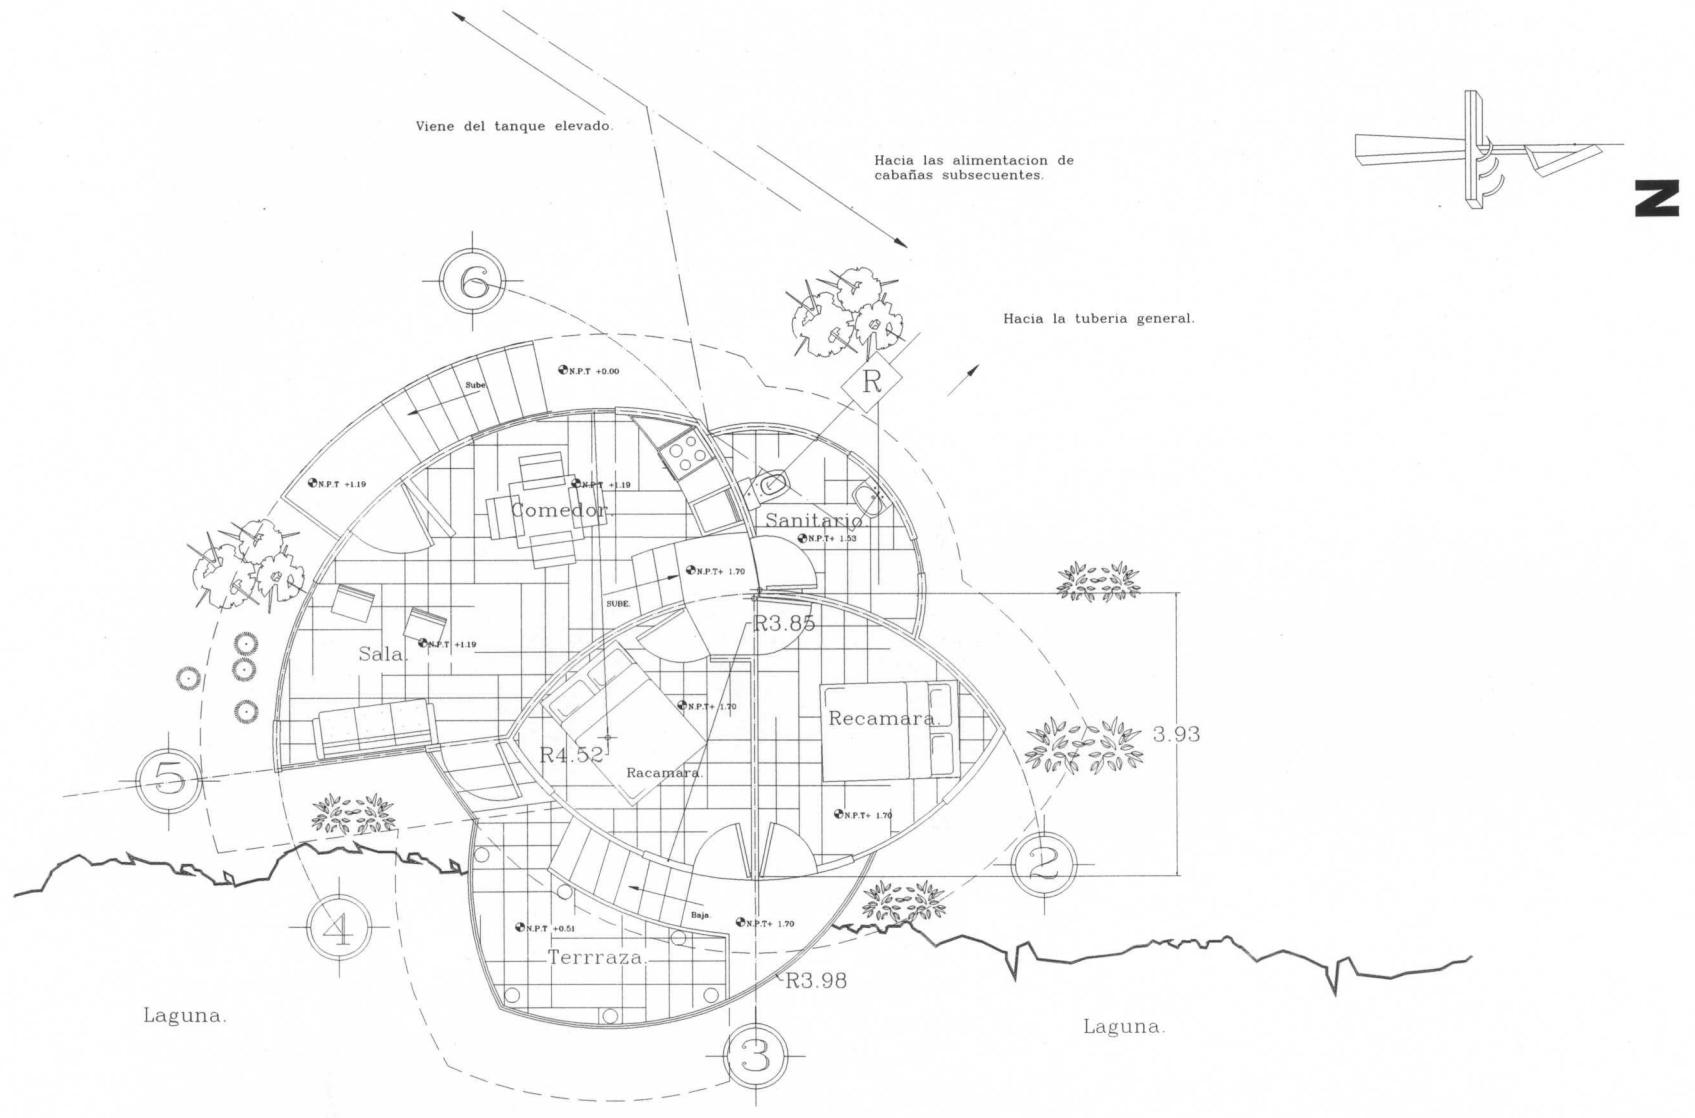 Viene del tanque elevado.
Hacia las alimentacion de
cabañas subsecuentes.
N
6
Hacia la tuberia general.
N.P.T +0.00
Sube.
R
N.P.T +1.19
N.P.T +1.19
Comedor.
Sanitario.
N.P.T+ 1.53
N.P.T+ 1.70
SUBE.
R3.85
N.P.T +1.19
Sala.
N.P.T+ 1.70
Recamara.
3.93
R4.52
Racamara.
5
N.P.T+ 1.70
2
Baja.
N.P.T+ 1.70
4
N.P.T +0.51
Terrraza.
R3.98
Laguna.
Laguna.
3